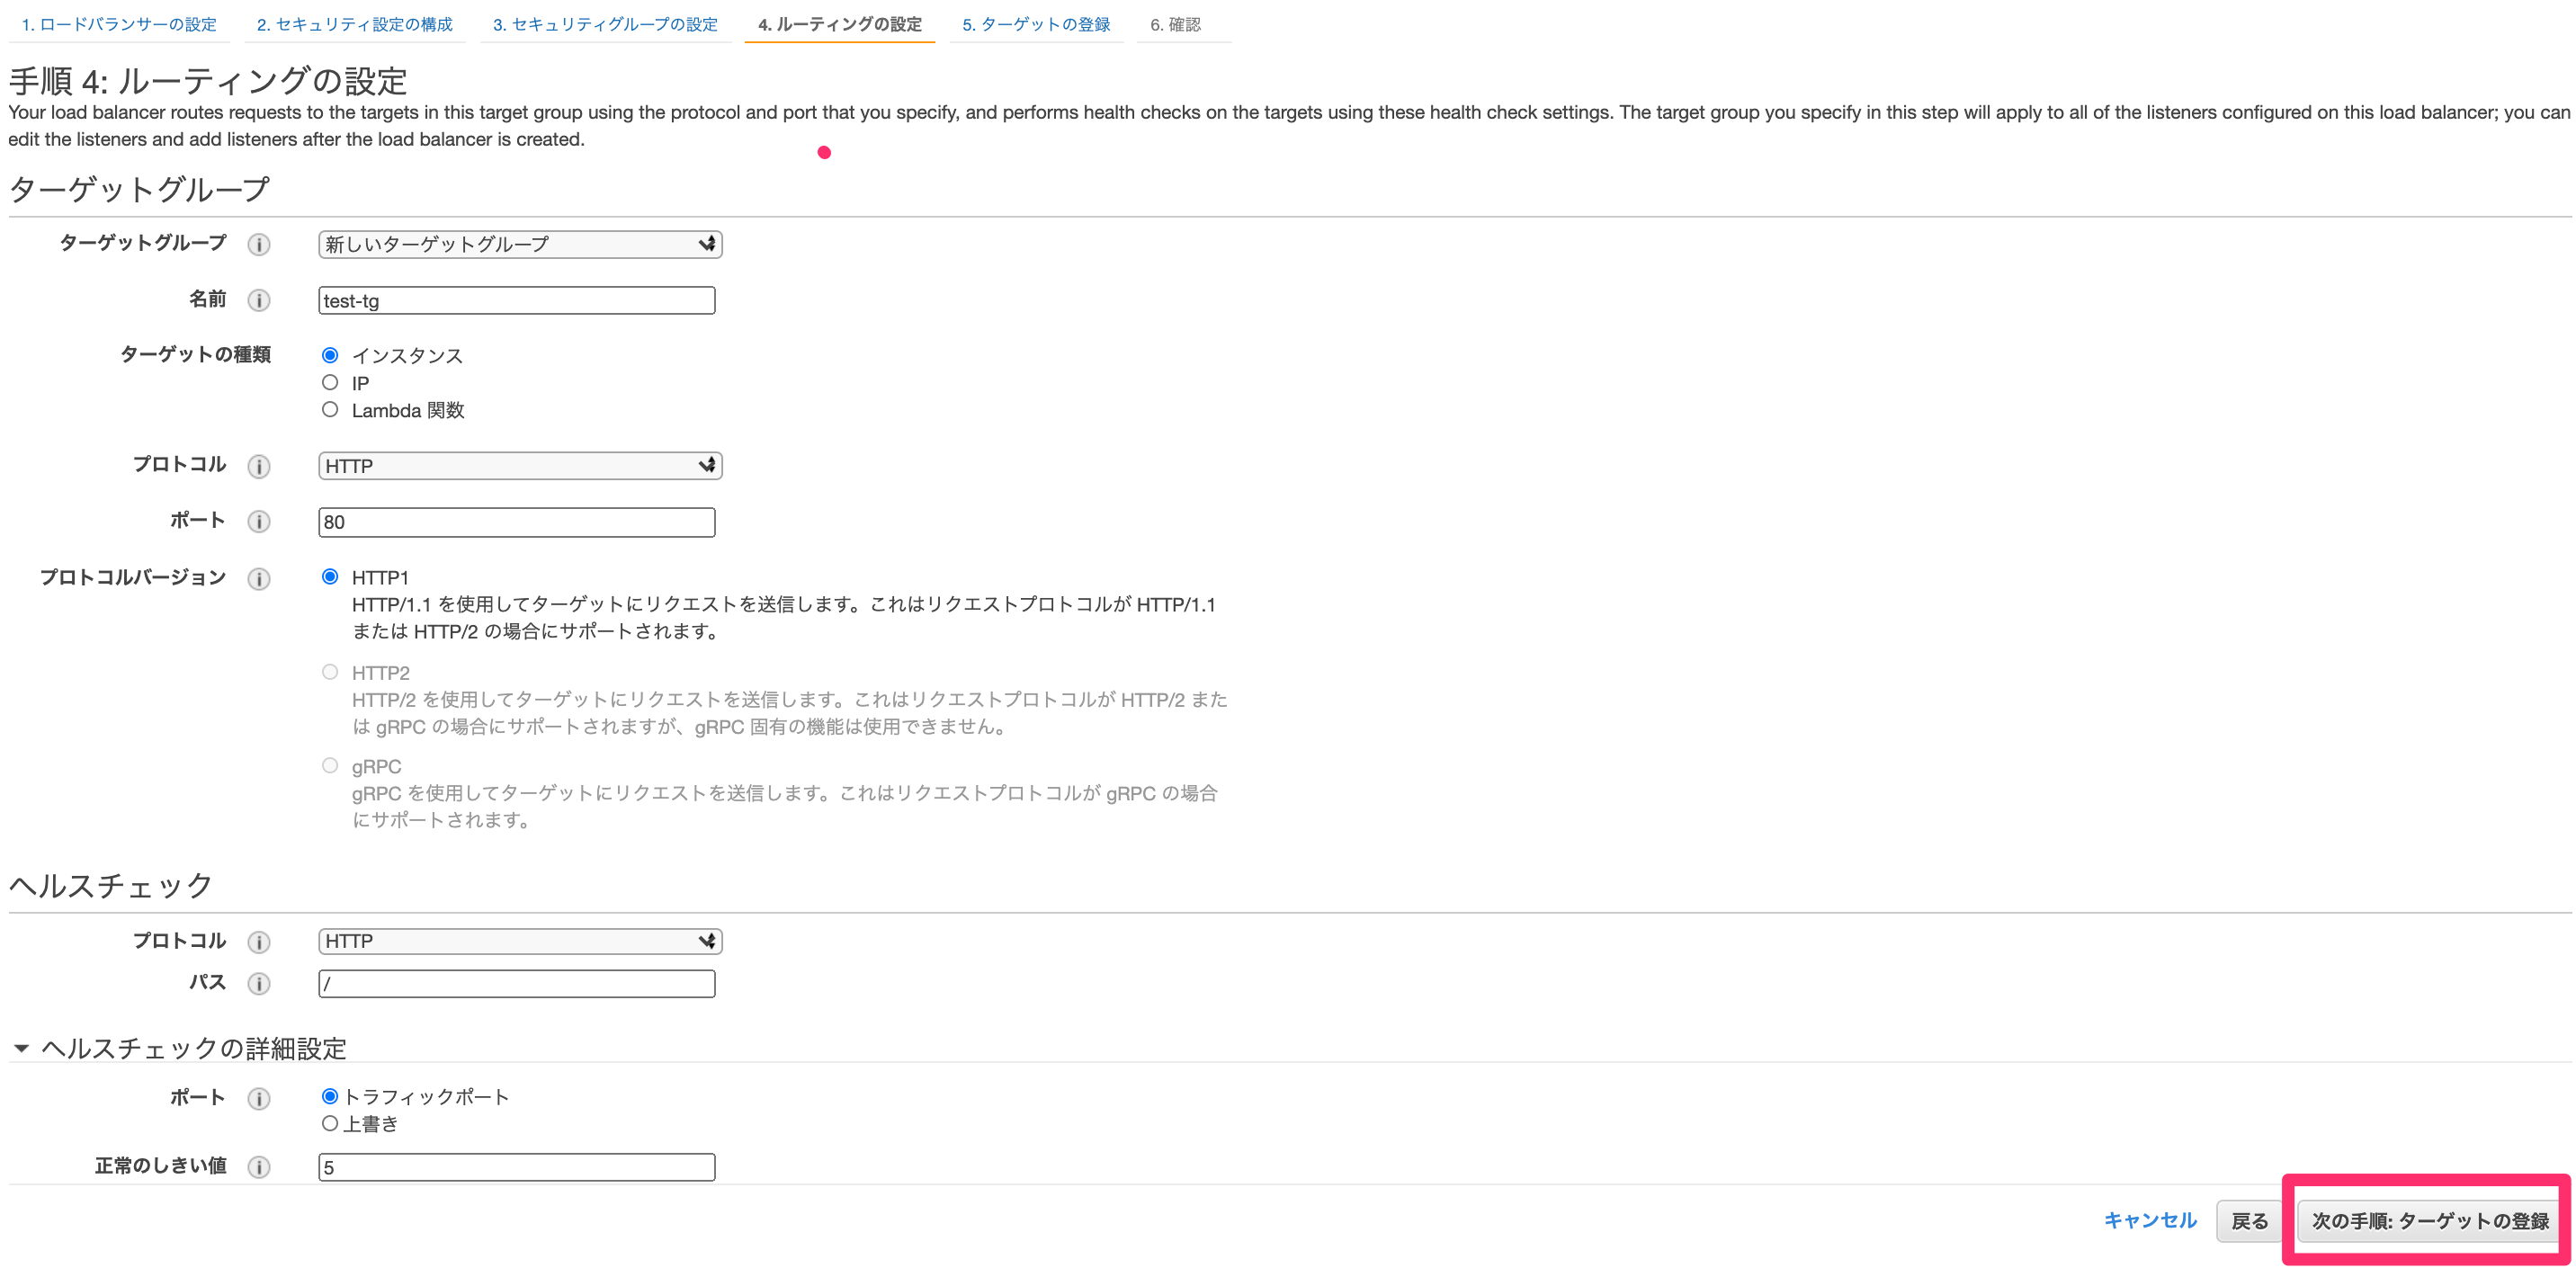 1. ロードバランサーの設定 2. セキュリティ設定の構成 3. セキュリティグループの設定 4. ルーティングの設定 5. ターゲットの登録 6. 確認
手順 4: ルーティングの設定
Your load balancer routes requests to the targets in this target group using the protocol and port that you specify, and performs health checks on the targets using these health check settings. The target group you specify in this step will apply to all of the listeners configured on this load balancer; you can
edit the listeners and add listeners after the load balancer is created.
ターゲットグループ
ターゲットグループ i 新しいターゲットグループ
名前 i test-tg
ターゲットの種類 インスタンス
IP
Lambda 関数
プロトコル i HTTP
ポート i 80
プロトコルバージョン i HTTP1
HTTP/1.1 を使用してターゲットにリクエストを送信します。これはリクエストプロトコルが HTTP/1.1
または HTTP/2 の場合にサポートされます。
HTTP2
HTTP/2 を使用してターゲットにリクエストを送信します。これはリクエストプロトコルが HTTP/2 また
は gRPC の場合にサポートされますが、gRPC 固有の機能は使用できません。
gRPC
gRPC を使用してターゲットにリクエストを送信します。これはリクエストプロトコルが gRPC の場合
にサポートされます。
ヘルスチェック
プロトコル i HTTP
パス i /
ヘルスチェックの詳細設定
ポート i トラフィックポート
上書き
正常のしきい値 i 5
キャンセル 戻る 次の手順: ターゲットの登録